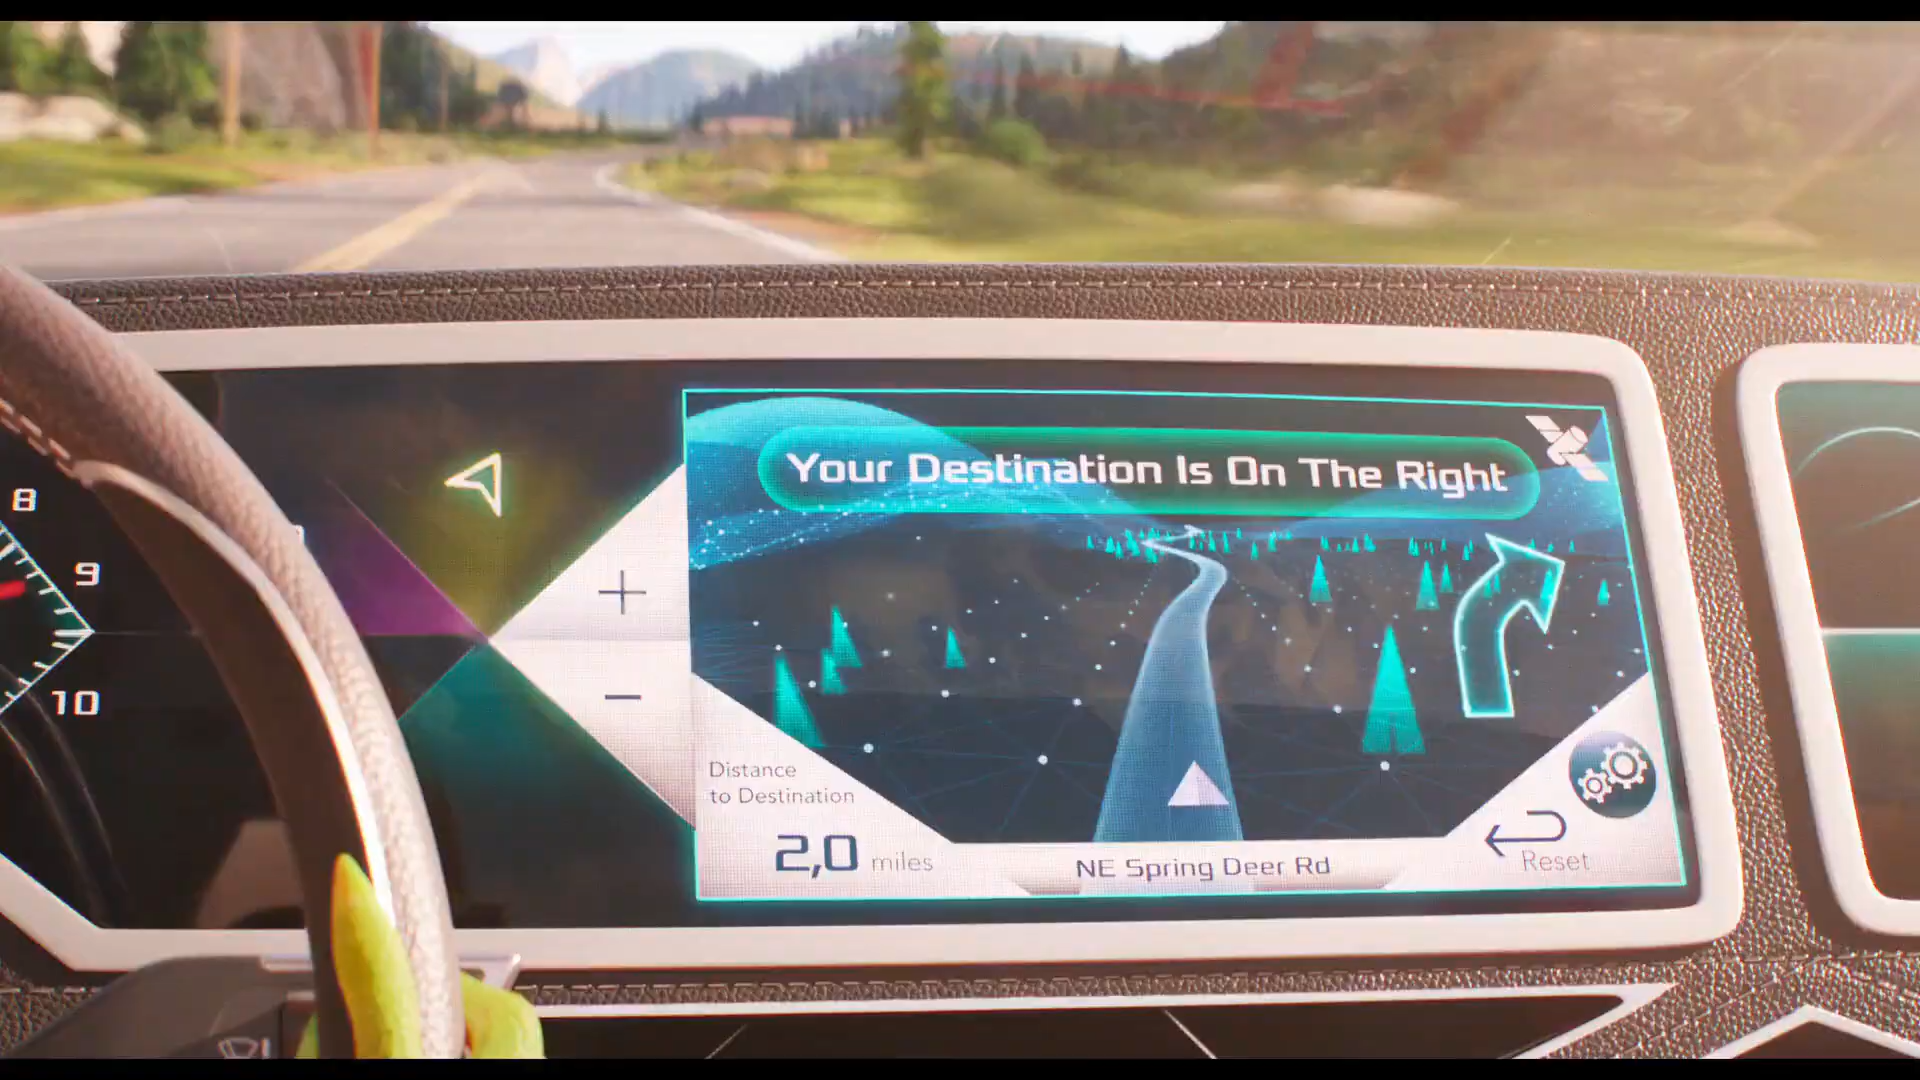 8
9
10
Your Destination Is On The Right
+
−
Distance
to Destination
2,0 miles
NE Spring Deer Rd
Reset